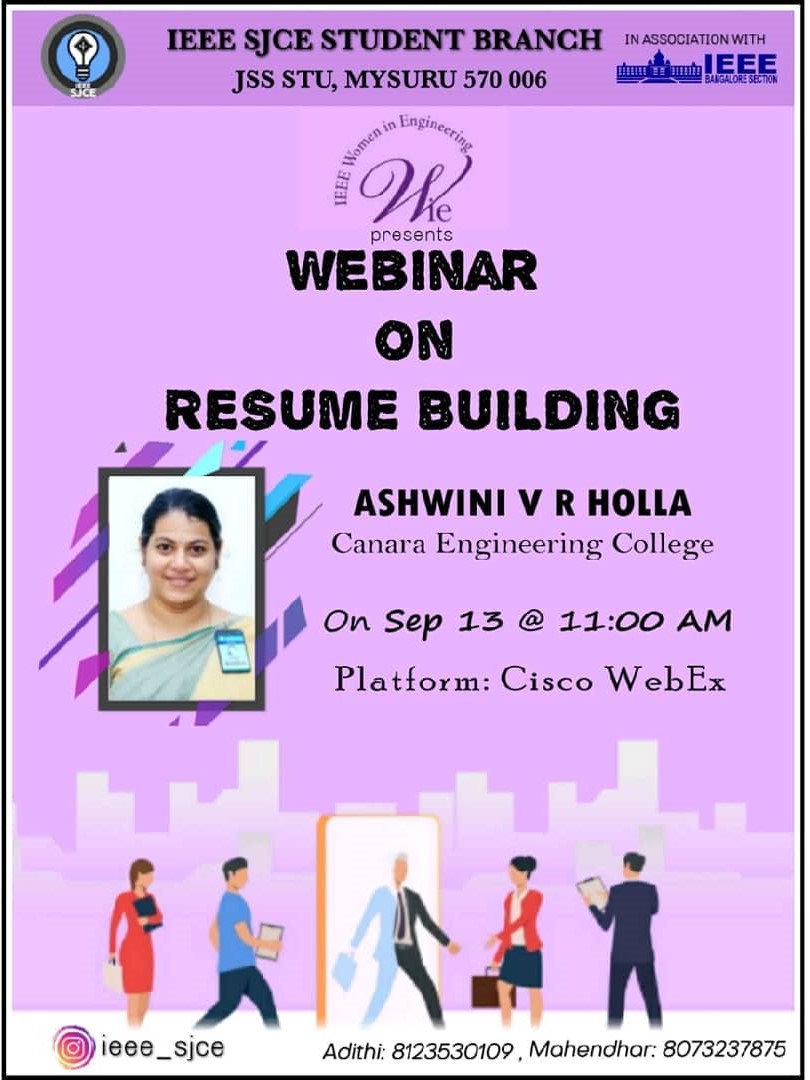 IEEE SJCE STUDENT BRANCH
JSS STU, MYSURU 570 006
IEEE
SJCE
IN ASSOCIATION WITH
IEEE
BANGALORE SECTION
IEEE Women in Engineering
Wie
presents
WEBINAR
ON
RESUME BUILDING
ASHWINI V R HOLLA
Canara Engineering College
On Sep 13 @ 11:00 AM
Platform: Cisco WebEx
ieee_sjce
Adithi: 8123530109 , Mahendhar: 8073237875